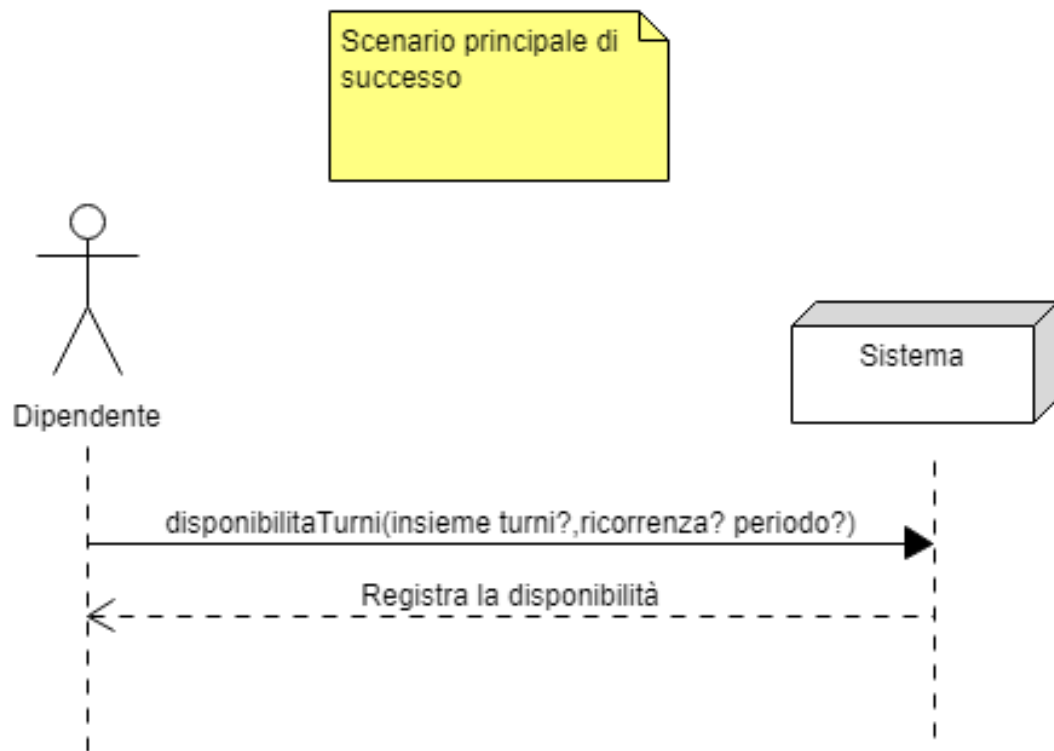 Scenario principale di
successo
Sistema
Dipendente
disponibilitaTurni(insieme turni?,ricorrenza? periodo?)
Registra la disponibilità